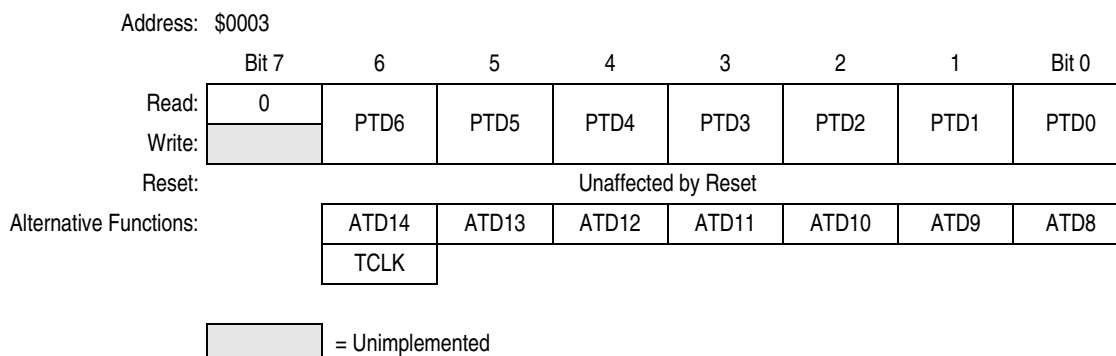 Address: $0003
Bit 7 6 5 4 3 2 1 Bit 0
Read: 0 PTD6 PTD5 PTD4 PTD3 PTD2 PTD1 PTD0
Write:
Reset: Unaffected by Reset
Alternative Functions: ATD14 ATD13 ATD12 ATD11 ATD10 ATD9 ATD8
TCLK
= Unimplemented